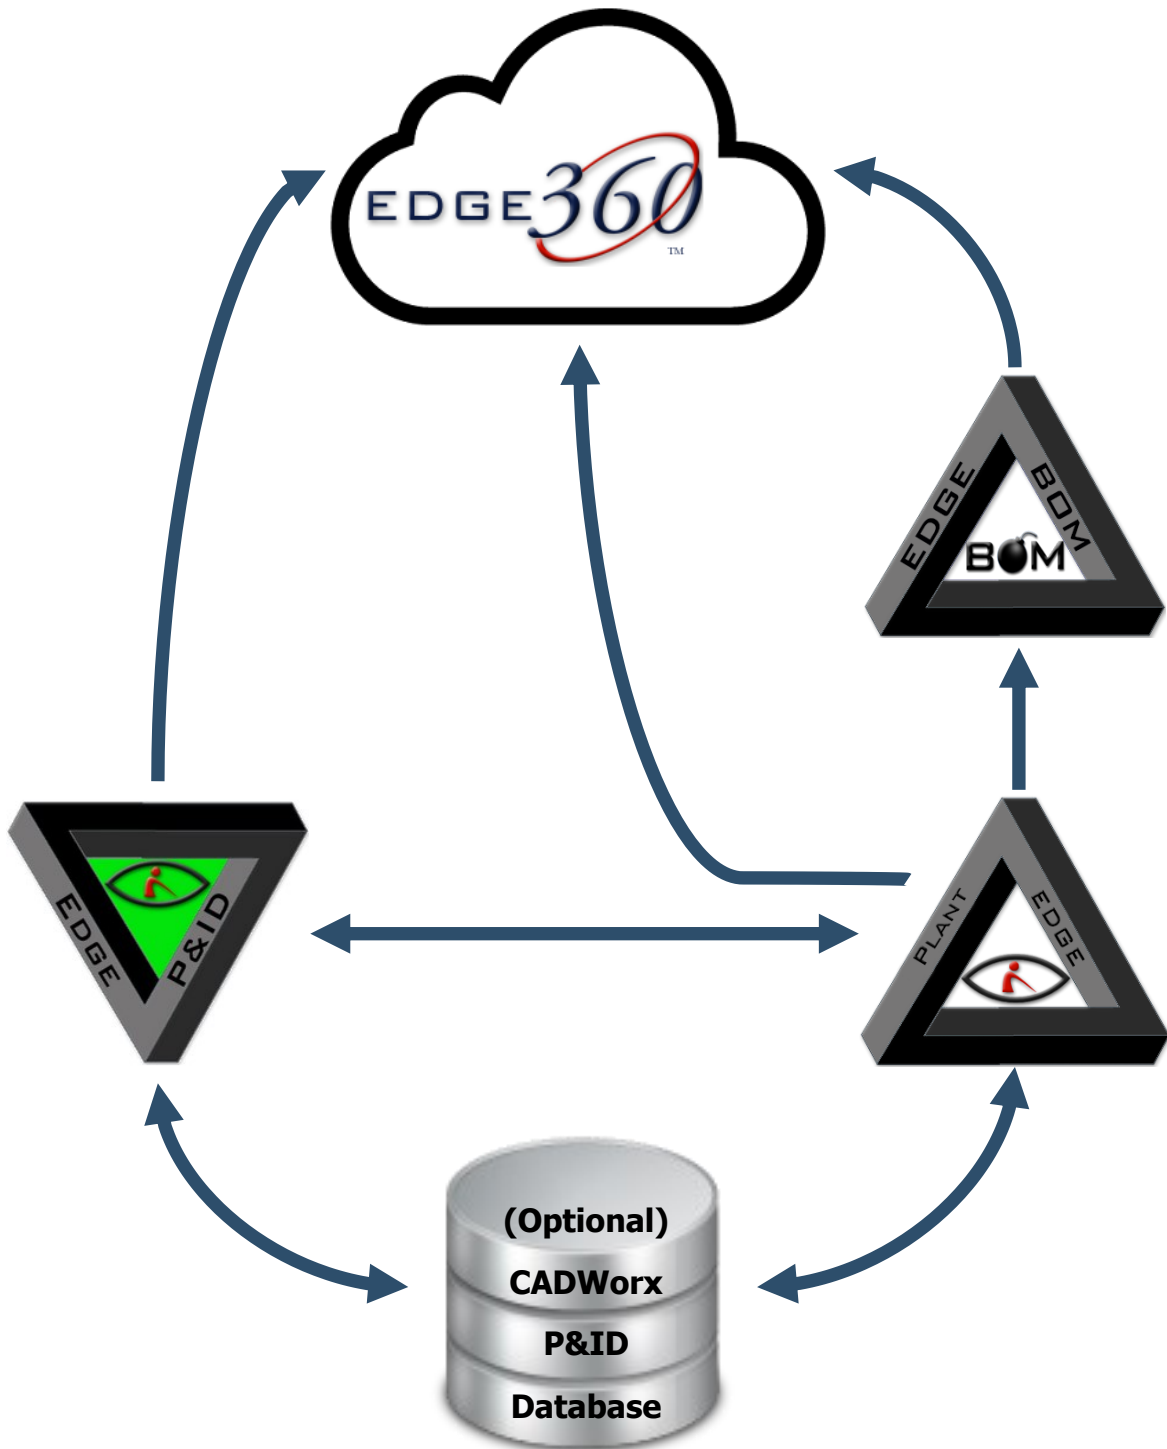 EDGE360
TM
EDGE
BOM
BOM
EDGE
P&ID
PLANT
EDGE
(Optional)
CADWorx
P&ID
Database